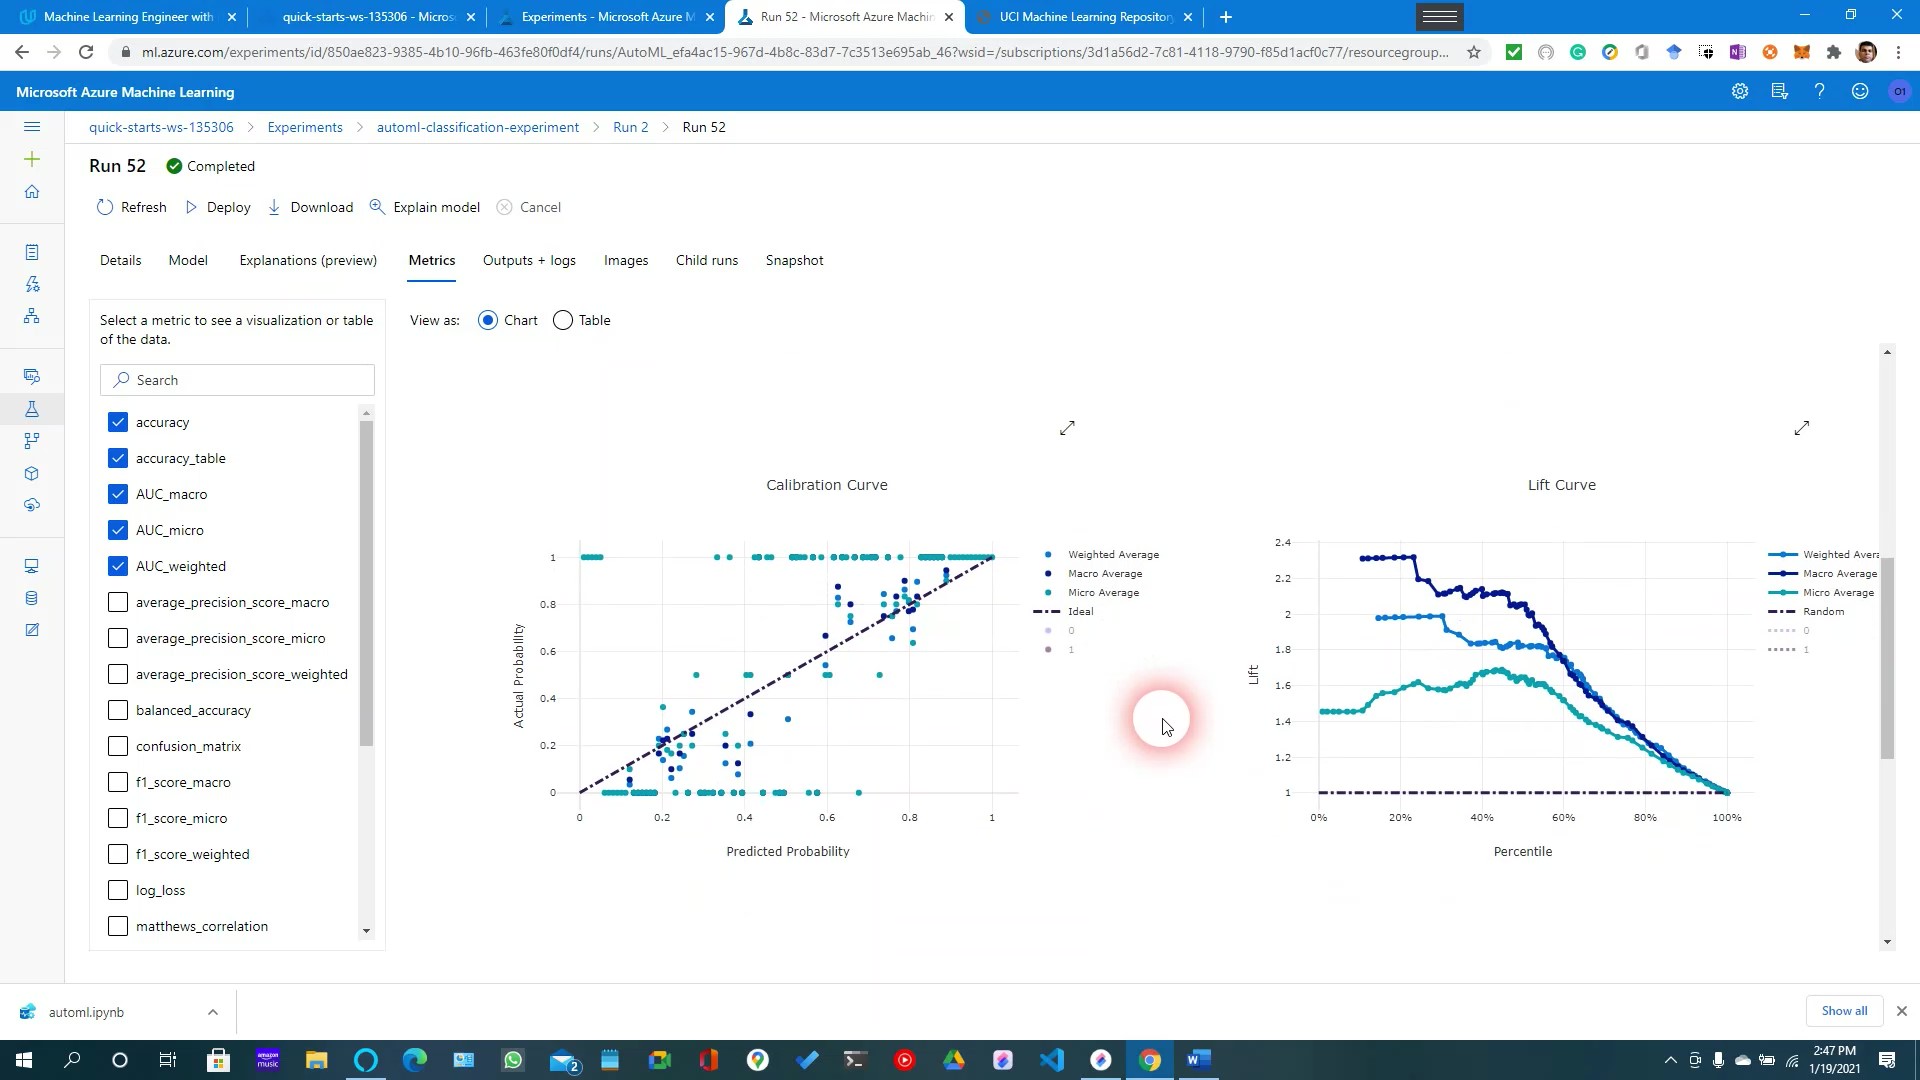 Machine Learning Engineer with
quick-starts-ws-135306 - Micros
Experiments - Microsoft Azure M
Run 52 - Microsoft Azure Machin
UCI Machine Learning Repository
ml.azure.com/experiments/id/850ae823-9385-4b10-96fb-463fe80f0df4/runs/AutoML_efa4ac15-967d-4b8c-83d7-7c3513e695ab_46?wsid=/subscriptions/3d1a56d2-7c81-4118-9790-f85d1acf0c77/resourcegroup...
Microsoft Azure Machine Learning
O1
quick-starts-ws-135306 > Experiments > automl-classification-experiment > Run 2 > Run 52
Run 52 Completed
Refresh Deploy Download Explain model Cancel
Details Model Explanations (preview) Metrics Outputs + logs Images Child runs Snapshot
Select a metric to see a visualization or table
of the data.
View as: Chart Table
Search
accuracy
accuracy_table
AUC_macro
AUC_micro
AUC_weighted
average_precision_score_macro
average_precision_score_micro
average_precision_score_weighted
balanced_accuracy
confusion_matrix
f1_score_macro
f1_score_micro
f1_score_weighted
log_loss
matthews_correlation
Calibration Curve
1
0.8
0.6
0.4
0.2
0
Actual Probability
0 0.2 0.4 0.6 0.8 1
Predicted Probability
Weighted Average
Macro Average
Micro Average
Ideal
0
1
Lift Curve
2.4
2.2
2
1.8
1.6
1.4
1.2
1
Lift
0% 20% 40% 60% 80% 100%
Percentile
Weighted Avera
Macro Average
Micro Average
Random
0
1
automl.ipynb
Show all
amazon
music
2
2:47 PM
1/19/2021